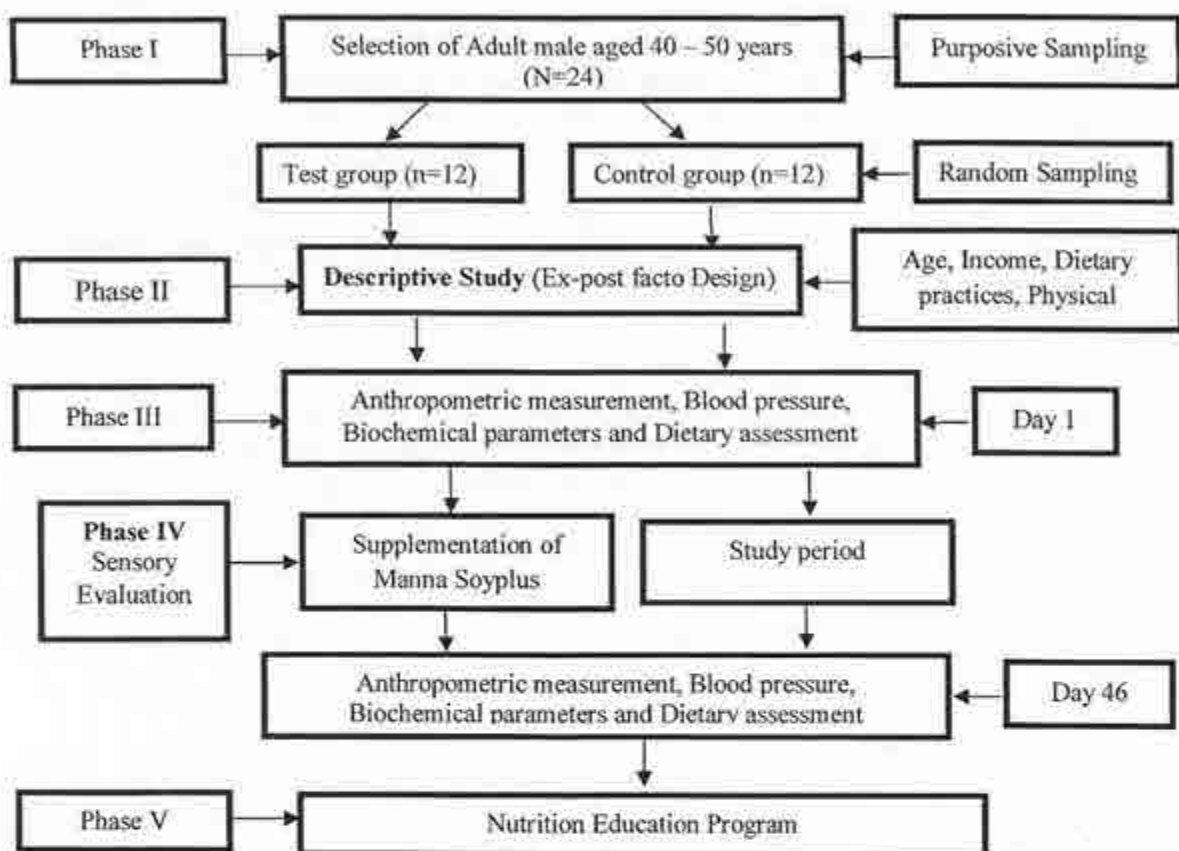 Phase I
Selection of Adult male aged 40 – 50 years
(N=24)
Purposive Sampling
Test group (n=12)
Control group (n=12)
Random Sampling
Phase II
Descriptive Study (Ex-post facto Design)
Age, Income, Dietary
practices, Physical
Phase III
Anthropometric measurement, Blood pressure,
Biochemical parameters and Dietary assessment
Day 1
Phase IV
Sensory
Evaluation
Supplementation of
Manna Soyplus
Study period
Anthropometric measurement, Blood pressure,
Biochemical parameters and Dietary assessment
Day 46
Phase V
Nutrition Education Program